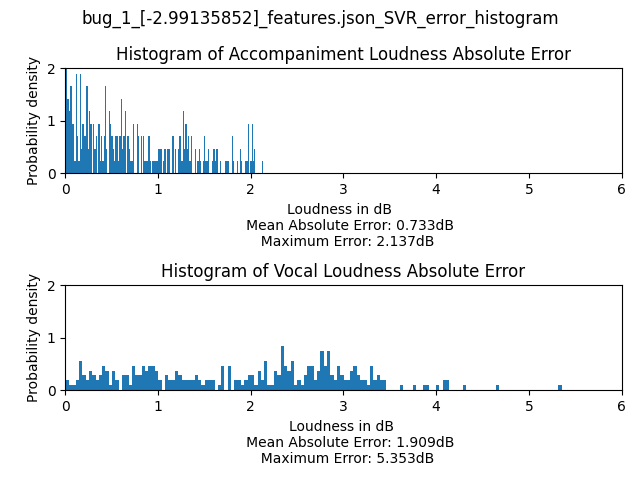 bug_1_[-2.99135852]_features.json_SVR_error_histogram
Histogram of Accompaniment Loudness Absolute Error
Probability density
2
1
0
0 1 2 3 4 5 6
Loudness in dB
Mean Absolute Error: 0.733dB
Maximum Error: 2.137dB
Histogram of Vocal Loudness Absolute Error
Probability density
2
1
0
0 1 2 3 4 5 6
Loudness in dB
Mean Absolute Error: 1.909dB
Maximum Error: 5.353dB